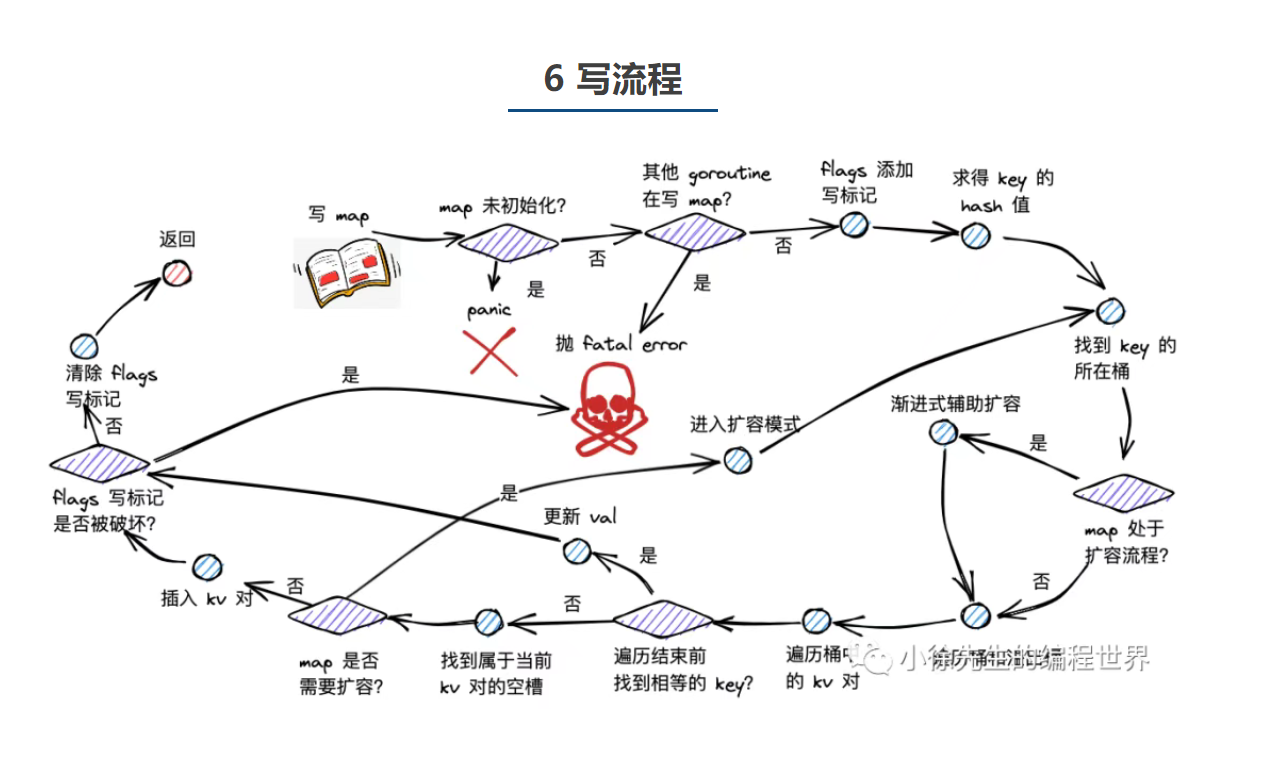 6 写流程
写 map
map 未初始化?
否
是
panic
其他 goroutine
在写 map?
否
是
抛 fatal error
flags 添加
写标记
求得 key 的
hash 值
找到 key 的
所在桶
map 处于
扩容流程?
是
否
渐进式辅助扩容
遍历桶
的 kv 对
遍历结束前
找到相等的 key?
是
否
更新 val
找到属于当前
kv 对的空槽
map 是否
需要扩容?
是
否
进入扩容模式
插入 kv 对
flags 写标记
是否被破坏?
是
否
清除 flags
写标记
返回
小徐先生的编程世界